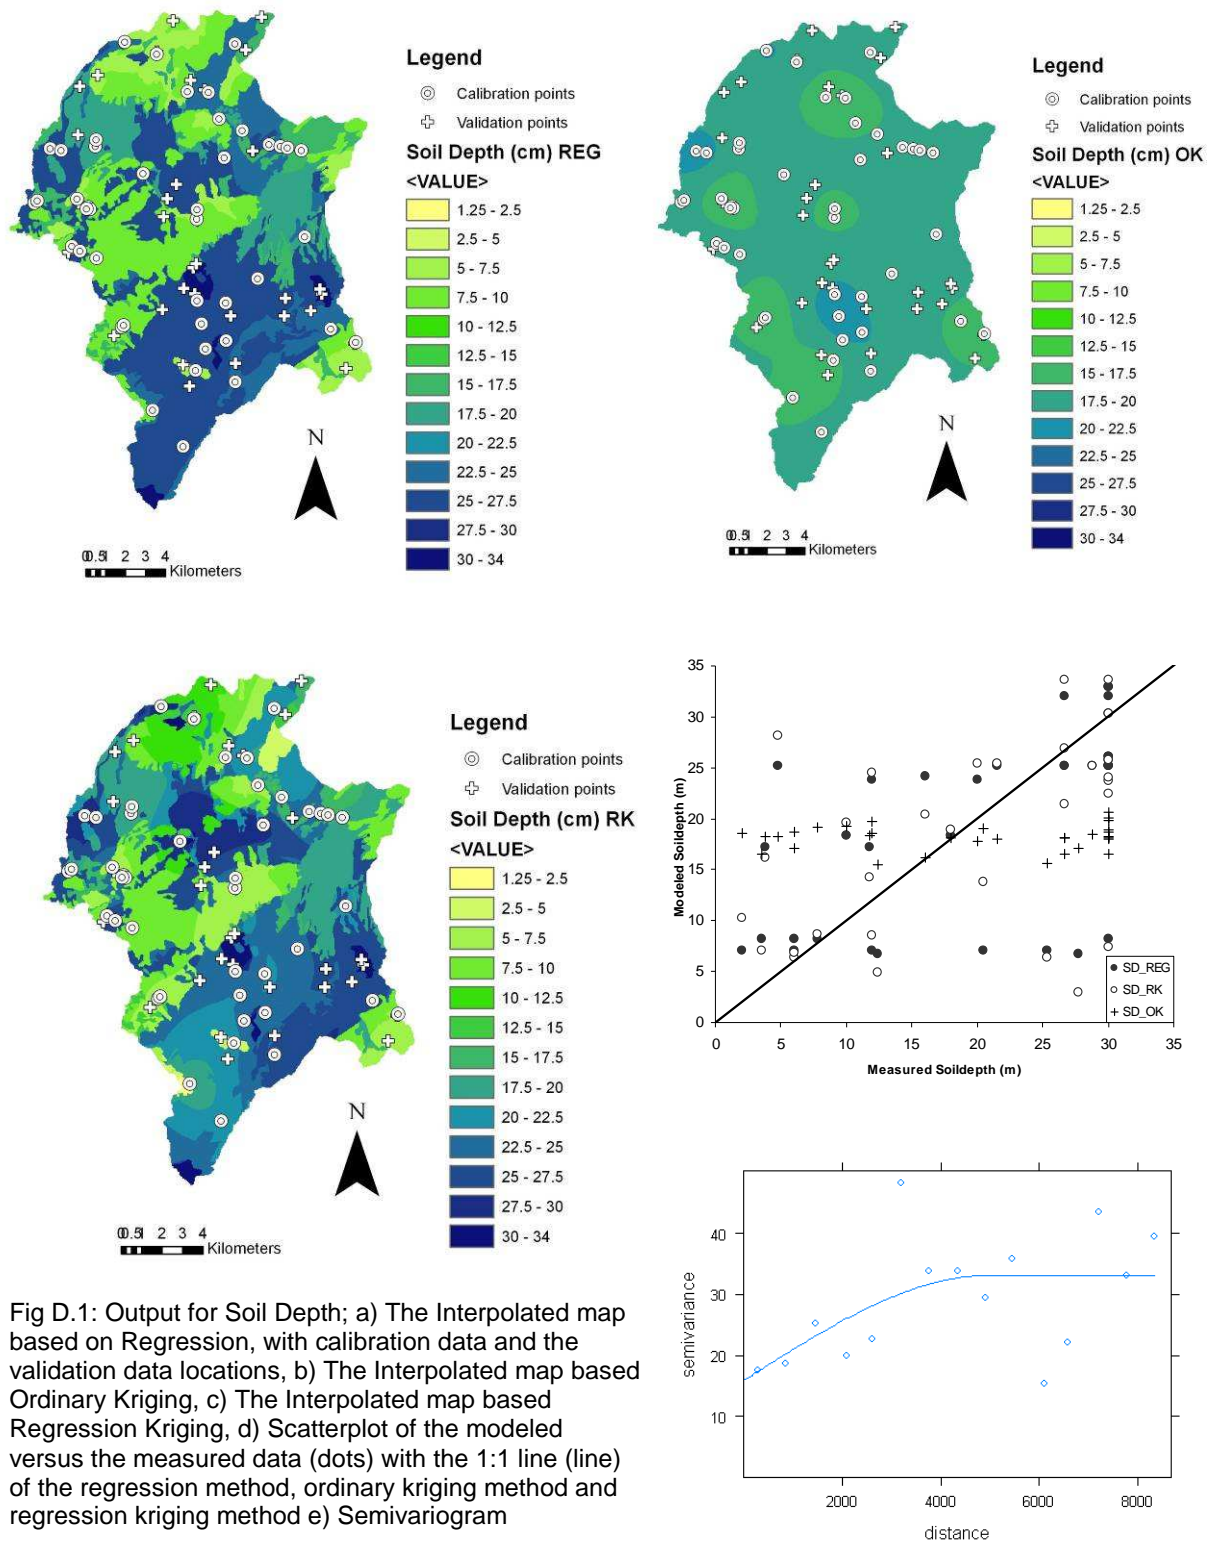 Legend
Calibration points
Validation points
Soil Depth (cm) REG
<VALUE>
1.25 - 2.5
2.5 - 5
5 - 7.5
7.5 - 10
10 - 12.5
12.5 - 15
15 - 17.5
17.5 - 20
20 - 22.5
22.5 - 25
25 - 27.5
27.5 - 30
30 - 34
N
00.51 2 3 4
Kilometers
Legend
Calibration points
Validation points
Soil Depth (cm) OK
<VALUE>
1.25 - 2.5
2.5 - 5
5 - 7.5
7.5 - 10
10 - 12.5
12.5 - 15
15 - 17.5
17.5 - 20
20 - 22.5
22.5 - 25
25 - 27.5
27.5 - 30
30 - 34
N
00.51 2 3 4
Kilometers
Legend
Calibration points
Validation points
Soil Depth (cm) RK
<VALUE>
1.25 - 2.5
2.5 - 5
5 - 7.5
7.5 - 10
10 - 12.5
12.5 - 15
15 - 17.5
17.5 - 20
20 - 22.5
22.5 - 25
25 - 27.5
27.5 - 30
30 - 34
N
00.51 2 3 4
Kilometers
35
30
25
20
15
10
5
0
Modeled Soildepth (m)
SD_REG
SD_RK
SD_OK
0 5 10 15 20 25 30 35
Measured Soildepth (m)
40
30
20
10
semivariance
2000 4000 6000 8000
distance
Fig D.1: Output for Soil Depth; a) The Interpolated map
based on Regression, with calibration data and the
validation data locations, b) The Interpolated map based
Ordinary Kriging, c) The Interpolated map based
Regression Kriging, d) Scatterplot of the modeled
versus the measured data (dots) with the 1:1 line (line)
of the regression method, ordinary kriging method and
regression kriging method e) Semivariogram